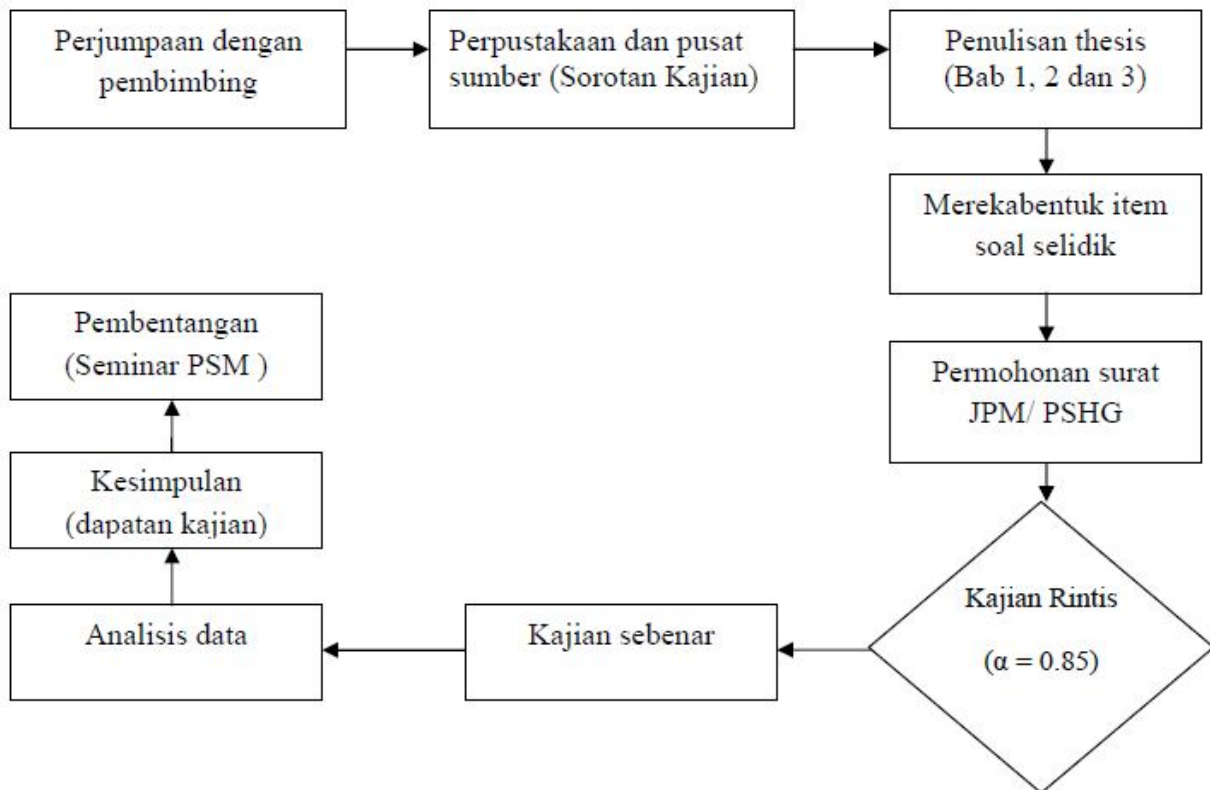 Perjumpaan dengan
pembimbing
Perpustakaan dan pusat
sumber (Sorotan Kajian)
Penulisan thesis
(Bab 1, 2 dan 3)
Merekabentuk item
soal selidik
Permohonan surat
JPM/ PSHG
Kajian Rintis
(α = 0.85)
Kajian sebenar
Analisis data
Kesimpulan
(dapatan kajian)
Pembentangan
(Seminar PSM )